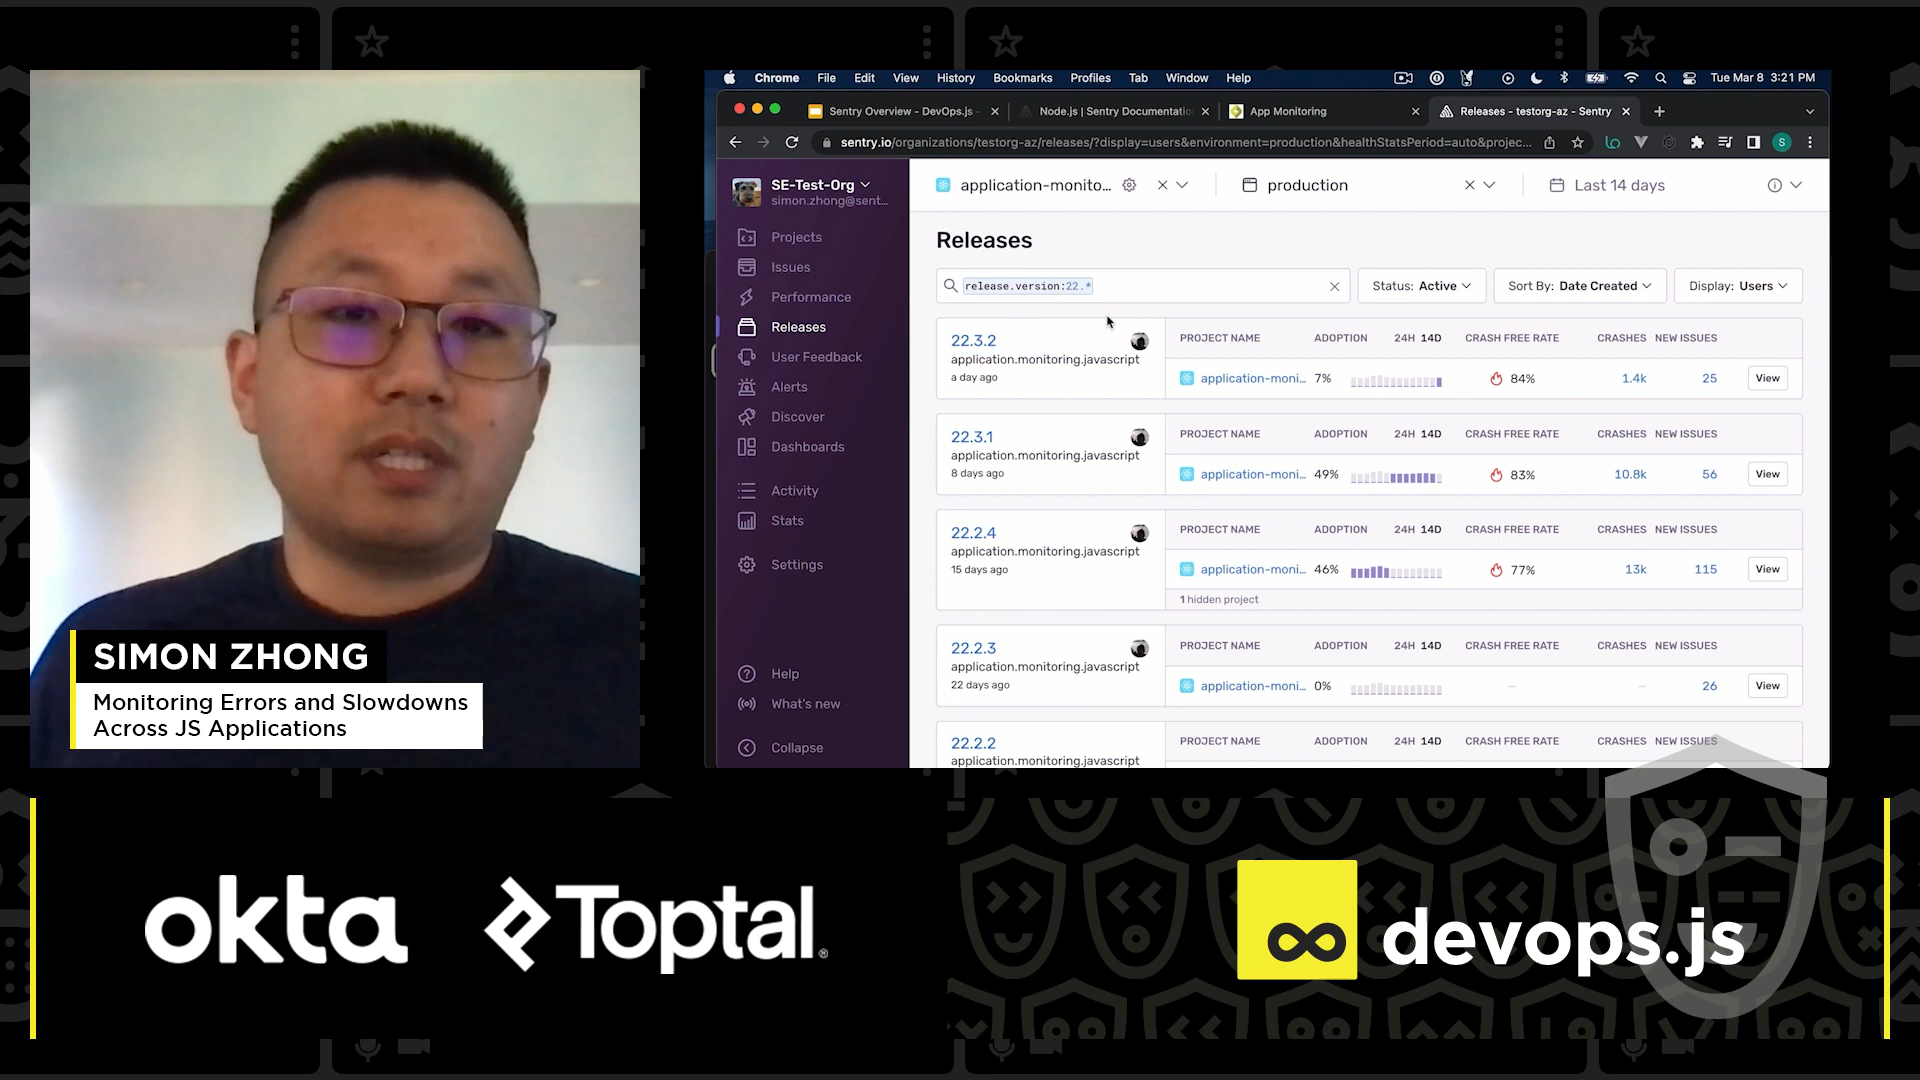 Chrome File Edit View History Bookmarks Profiles Tab Window Help Tue Mar 8 3:21 PM
Sentry Overview - DevOps.js - Node.js | Sentry Documentatio App Monitoring Releases - testorg-az - Sentry
sentry.io/organizations/testorg-az/releases/?display=users&environment=production&healthStatsPeriod=auto&projec... S
SE-Test-Org
simon.zhong@sent...
Projects
Issues
Performance
Releases
User Feedback
Alerts
Discover
Dashboards
Activity
Stats
Settings
Help
What's new
Collapse
application-monito... production Last 14 days
Releases
release.version:22.* Status: Active Sort By: Date Created Display: Users
22.3.2
application.monitoring.javascript
a day ago
PROJECT NAME ADOPTION 24H 14D CRASH FREE RATE CRASHES NEW ISSUES
application-moni... 7% 84% 1.4k 25 View
22.3.1
application.monitoring.javascript
8 days ago
PROJECT NAME ADOPTION 24H 14D CRASH FREE RATE CRASHES NEW ISSUES
application-moni... 49% 83% 10.8k 56 View
22.2.4
application.monitoring.javascript
15 days ago
PROJECT NAME ADOPTION 24H 14D CRASH FREE RATE CRASHES NEW ISSUES
application-moni... 46% 77% 13k 115 View
1 hidden project
22.2.3
application.monitoring.javascript
22 days ago
PROJECT NAME ADOPTION 24H 14D CRASH FREE RATE CRASHES NEW ISSUES
application-moni... 0% — — 26 View
22.2.2
application.monitoring.javascript
PROJECT NAME ADOPTION 24H 14D CRASH FREE RATE CRASHES NEW ISSUES
SIMON ZHONG
Monitoring Errors and Slowdowns
Across JS Applications
okta Toptal
devops.js